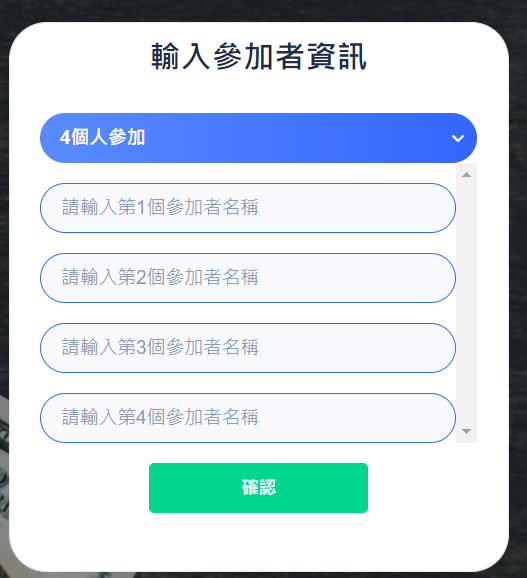 輸入參加者資訊
4個人參加
請輸入第1個參加者名稱
請輸入第2個參加者名稱
請輸入第3個參加者名稱
請輸入第4個參加者名稱
確認